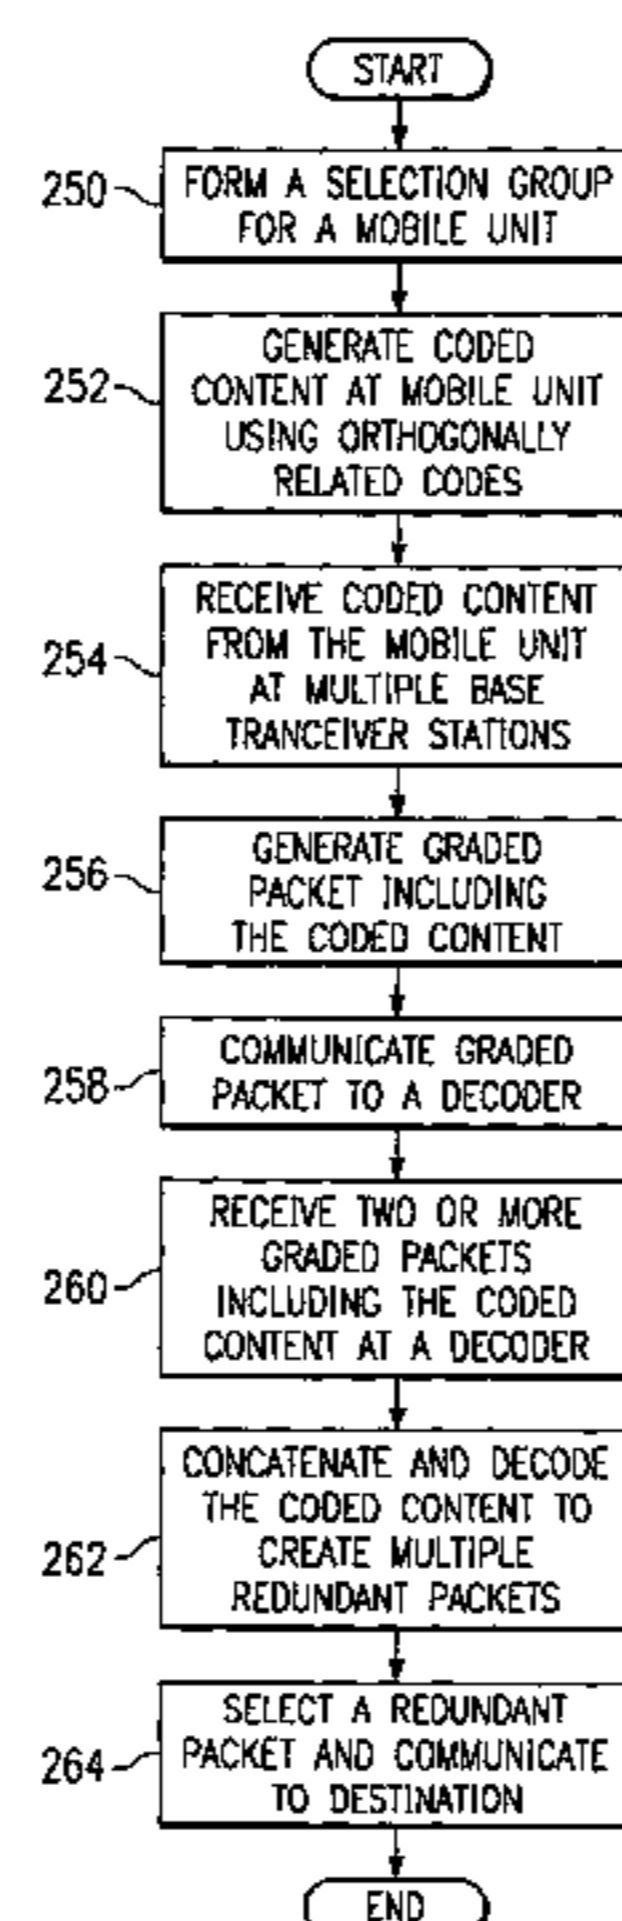 START
250
FORM A SELECTION GROUP
FOR A MOBILE UNIT
252
GENERATE CODED
CONTENT AT MOBILE UNIT
USING ORTHOGONALLY
RELATED CODES
254
RECEIVE CODED CONTENT
FROM THE MOBILE UNIT
AT MULTIPLE BASE
TRANCEIVER STATIONS
256
GENERATE GRADED
PACKET INCLUDING
THE CODED CONTENT
258
COMMUNICATE GRADED
PACKET TO A DECODER
260
RECEIVE TWO OR MORE
GRADED PACKETS
INCLUDING THE CODED
CONTENT AT A DECODER
262
CONCATENATE AND DECODE
THE CODED CONTENT TO
CREATE MULTIPLE
REDUNDANT PACKETS
264
SELECT A REDUNDANT
PACKET AND COMMUNICATE
TO DESTINATION
END